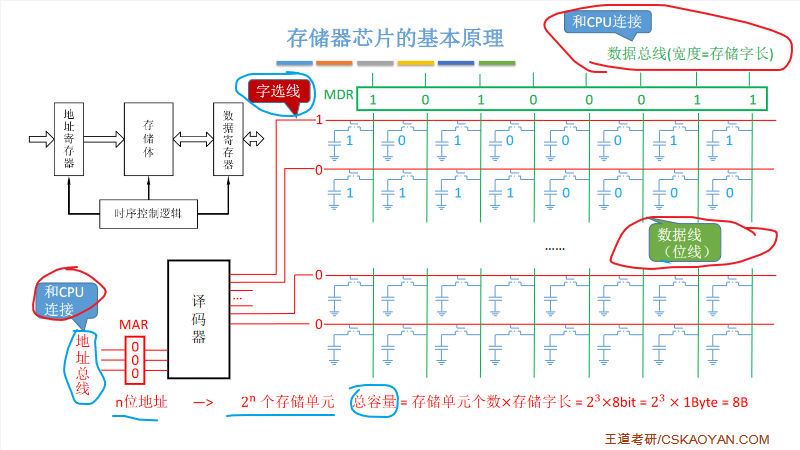 存储器芯片的基本原理
和CPU连接
数据总线(宽度=存储字长)
字选线
MDR
1 0 1 0 0 0 1 1
地址寄存器
存储体
数据寄存器
时序控制逻辑
1
1 0 1 0 0 0 1 1
0
1 1 1 1 0 0 0 0
数据线
（位线）
......
0
0
...
译码器
和CPU
连接
MAR
地址总线
0
0
0
n位地址 —> 2ⁿ 个存储单元 总容量 = 存储单元个数×存储字长 = 2³×8bit = 2³ × 1Byte = 8B
王道考研/CSKAOYAN.COM